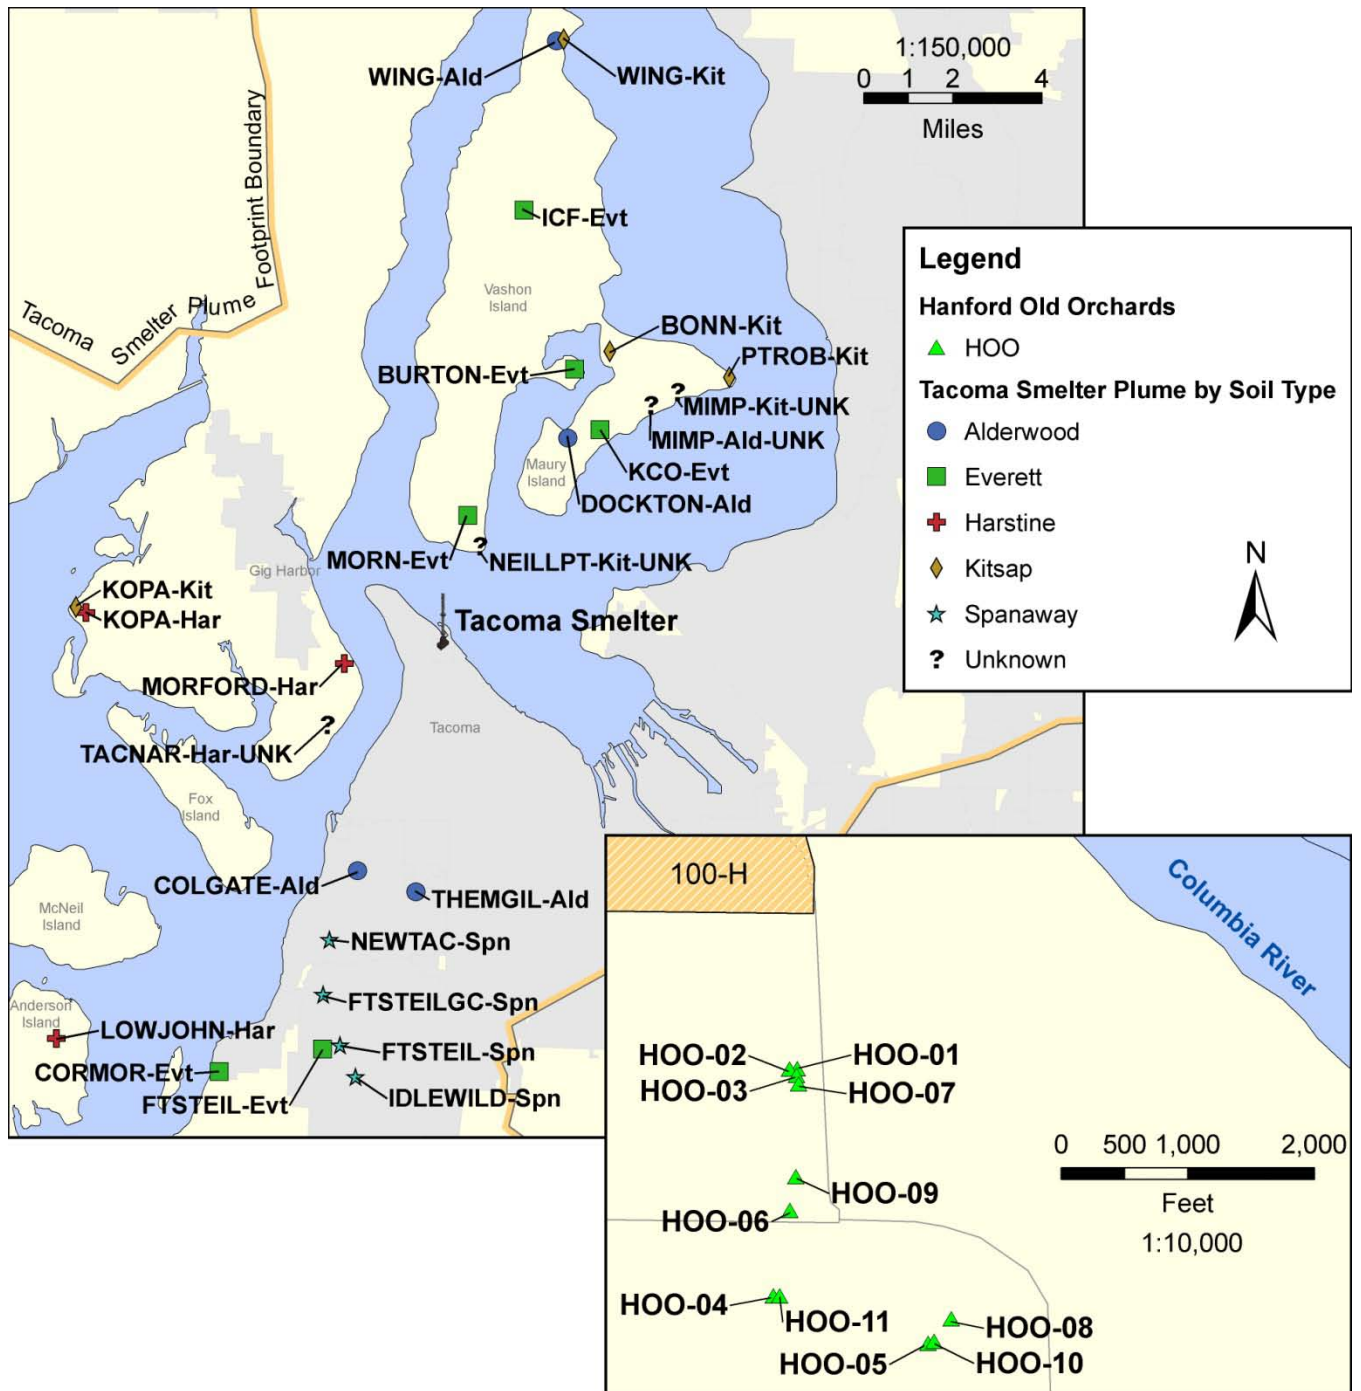 WING-Ald
WING-Kit
1:150,000
0 1 2 4
Miles
ICF-Evt
Vashon
Island
BONN-Kit
PTROB-Kit
BURTON-Evt
MIMP-Kit-UNK
MIMP-Ald-UNK
KCO-Evt
Maury
Island
DOCKTON-Ald
MORN-Evt
NEILLPT-Kit-UNK
Tacoma Smelter Plume Footprint Boundary
Gig Harbor
KOPA-Kit
KOPA-Har
Tacoma Smelter
MORFORD-Har
Tacoma
TACNAR-Har-UNK
Fox
Island
COLGATE-Ald
THEMGIL-Ald
McNeil
Island
NEWTAC-Spn
FTSTEILGC-Spn
Anderson
Island
LOWJOHN-Har
FTSTEIL-Spn
CORMOR-Evt
FTSTEIL-Evt
IDLEWILD-Spn
Legend
Hanford Old Orchards
HOO
Tacoma Smelter Plume by Soil Type
Alderwood
Everett
Harstine
Kitsap
Spanaway
? Unknown
N
100-H
Columbia River
HOO-02
HOO-01
HOO-03
HOO-07
HOO-09
HOO-06
0 500 1,000 2,000
Feet
1:10,000
HOO-04
HOO-11
HOO-08
HOO-05
HOO-10